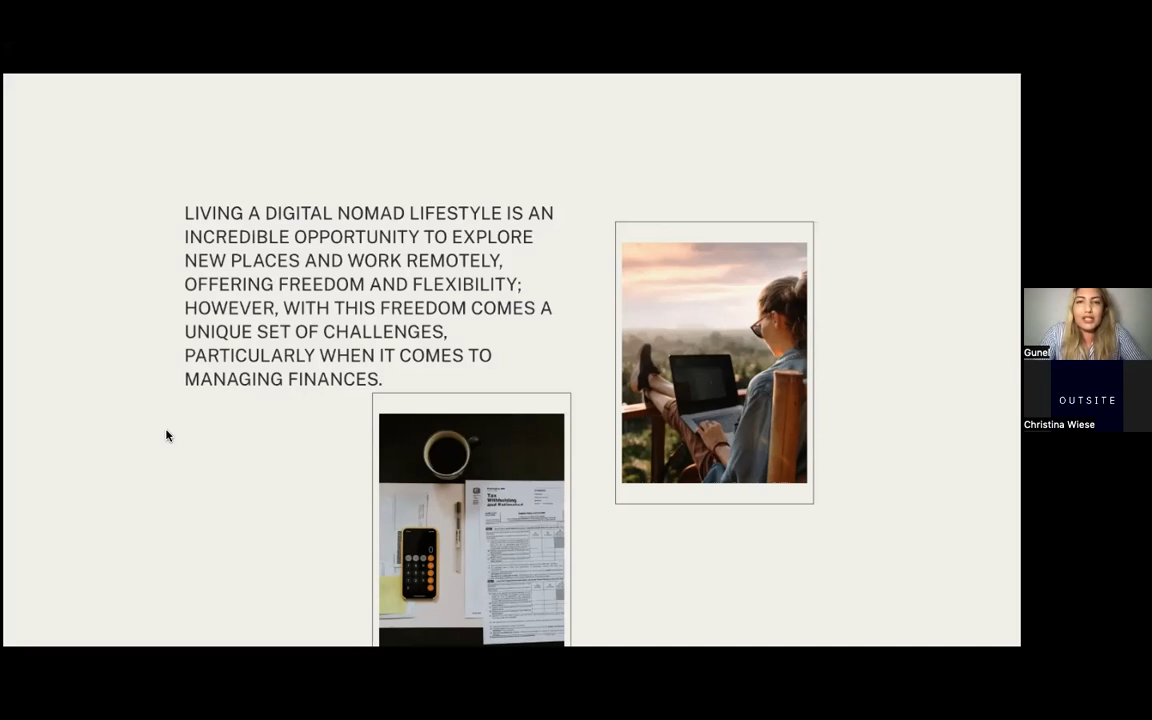 LIVING A DIGITAL NOMAD LIFESTYLE IS AN
INCREDIBLE OPPORTUNITY TO EXPLORE
NEW PLACES AND WORK REMOTELY,
OFFERING FREEDOM AND FLEXIBILITY;
HOWEVER, WITH THIS FREEDOM COMES A
UNIQUE SET OF CHALLENGES,
PARTICULARLY WHEN IT COMES TO
MANAGING FINANCES.
Tax
Withholding
Gunel
OUTSITE
Christina Wiese